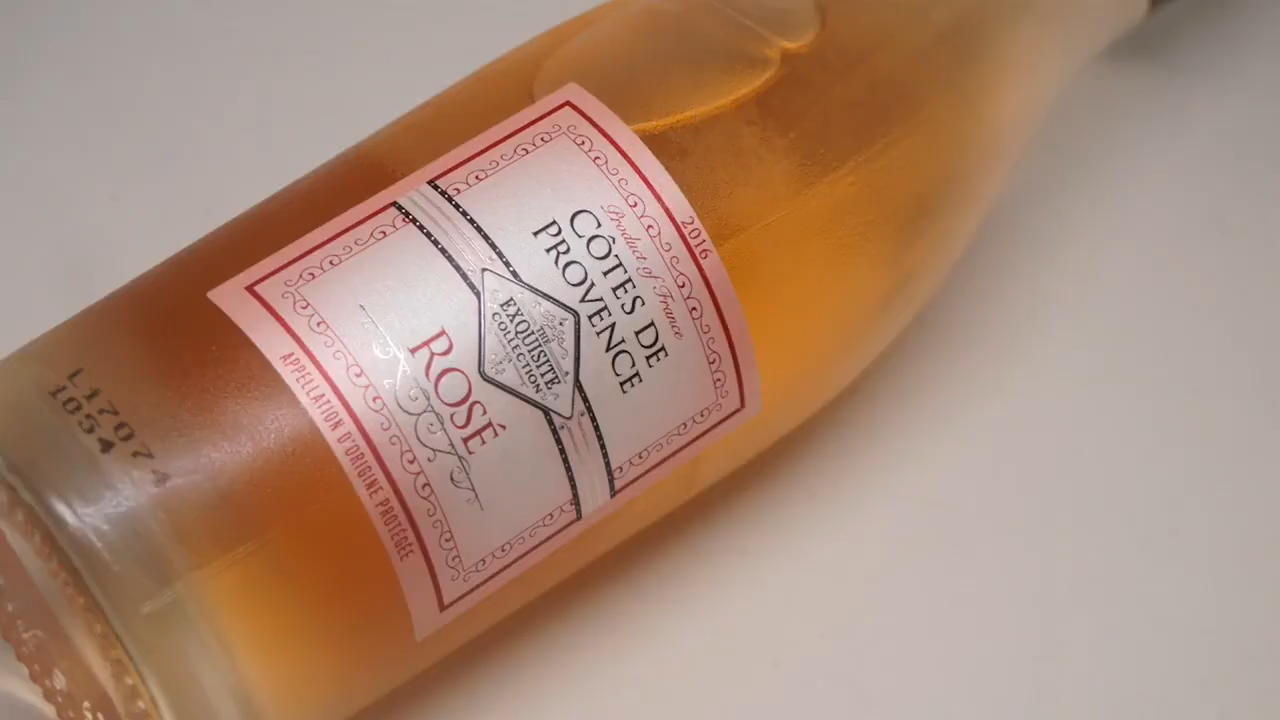 2016
Product of France
CÔTES DE
PROVENCE
THE
EXQUISITE
COLLECTION
ROSÉ
APPELLATION D'ORIGINE PROTÉGÉE
L17074
1054